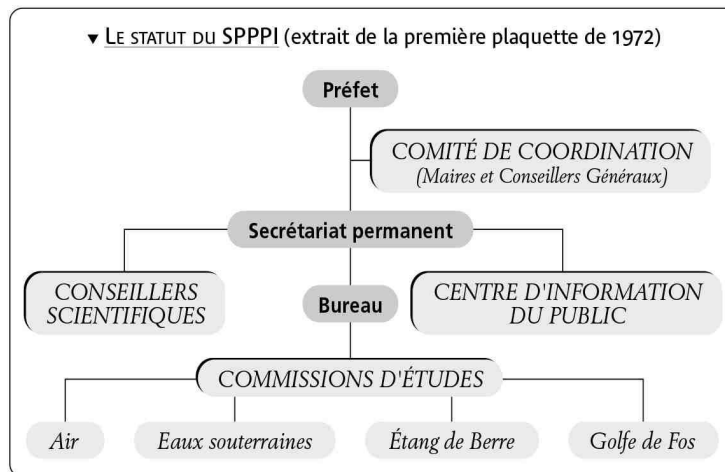 ▼ LE STATUT DU SPPPI (extrait de la première plaquette de 1972)
Préfet
COMITÉ DE COORDINATION
(Maires et Conseillers Généraux)
Secrétariat permanent
CONSEILLERS
SCIENTIFIQUES
Bureau
CENTRE D'INFORMATION
DU PUBLIC
COMMISSIONS D'ÉTUDES
Air
Eaux souterraines
Étang de Berre
Golfe de Fos